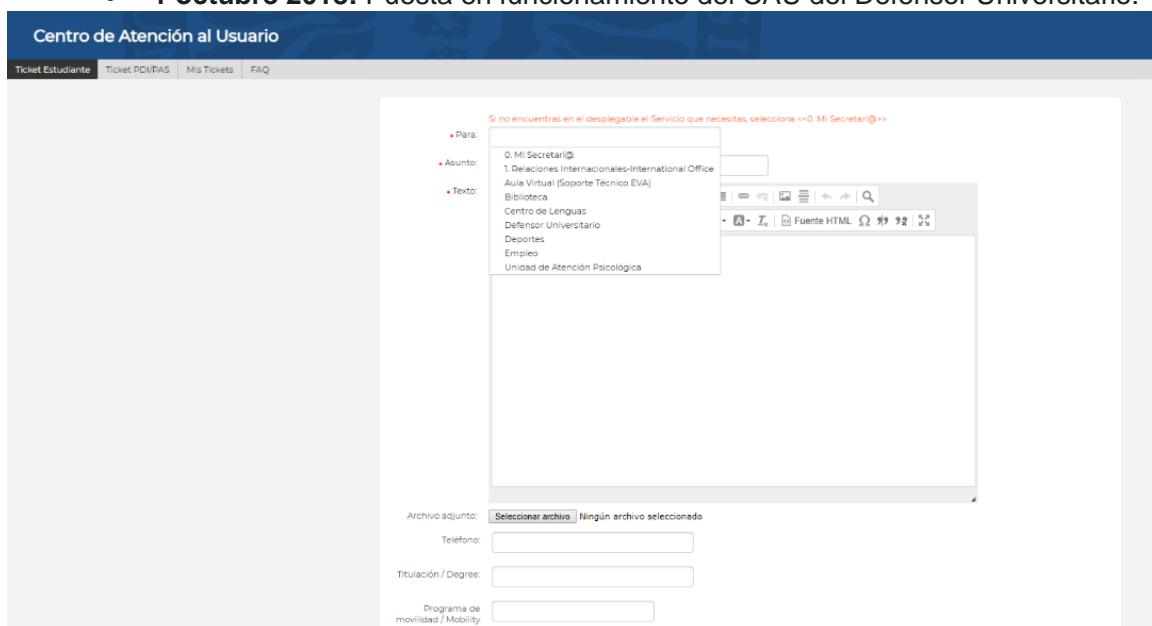 Puesta en funcionamiento del CAU del Defensor Universitario.
Centro de Atención al Usuario
Ticket Estudiante Ticket PDI/PAS Mis Tickets FAQ
Si no encuentras en el desplegable el Servicio que necesitas, selecciona <<0. Mi Secretari@>>
• Para:
0. Mi Secretari@
• Asunto:
1. Relaciones Internacionales-International Office
Aula Virtual (Soporte Técnico EVA)
• Texto:
Biblioteca
Centro de Lenguas
Defensor Universitario
Fuente HTML
Deportes
Empleo
Unidad de Atención Psicológica
Archivo adjunto: Seleccionar archivo Ningún archivo seleccionado
Teléfono:
Titulación / Degree:
Programa de
movilidad / Mobility